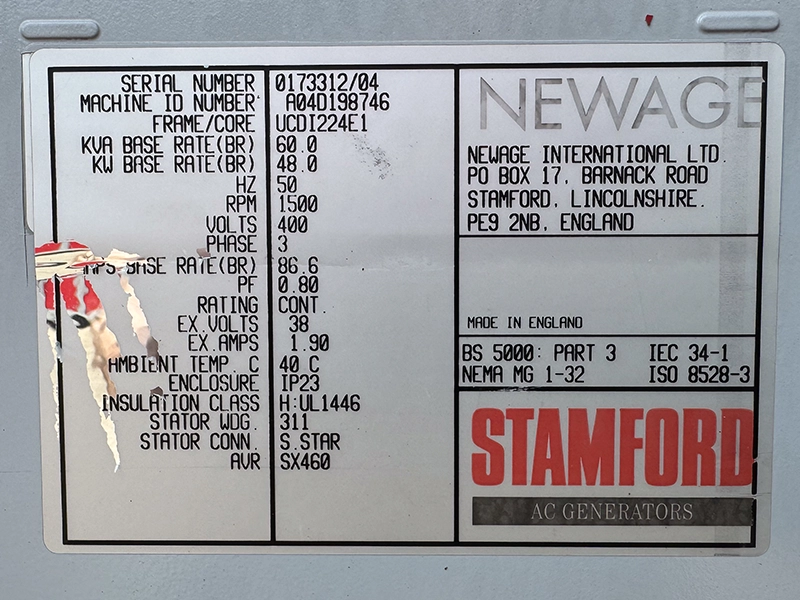 SERIAL NUMBER 0173312/04
MACHINE ID NUMBER A04D198746
FRAME/CORE UCDI224E1
KVA BASE RATE(BR) 60.0
KW BASE RATE(BR) 48.0
HZ 50
RPM 1500
VOLTS 400
PHASE 3
BASE RATE(BR) 86.6
PF 0.80
RATING CONT.
EX.VOLTS 38
EX.AMPS 1.90
AMBIENT TEMP. C 40 C
ENCLOSURE IP23
INSULATION CLASS H:UL1446
STATOR WDG. 311
STATOR CONN. S.STAR
AVR SX460
NEWAGE
NEWAGE INTERNATIONAL LTD.
PO BOX 17, BARNACK ROAD
STAMFORD, LINCOLNSHIRE.
PE9 2NB, ENGLAND
MADE IN ENGLAND
BS 5000: PART 3 IEC 34-1
NEMA MG 1-32 ISO 8528-3
STAMFORD
AC GENERATORS